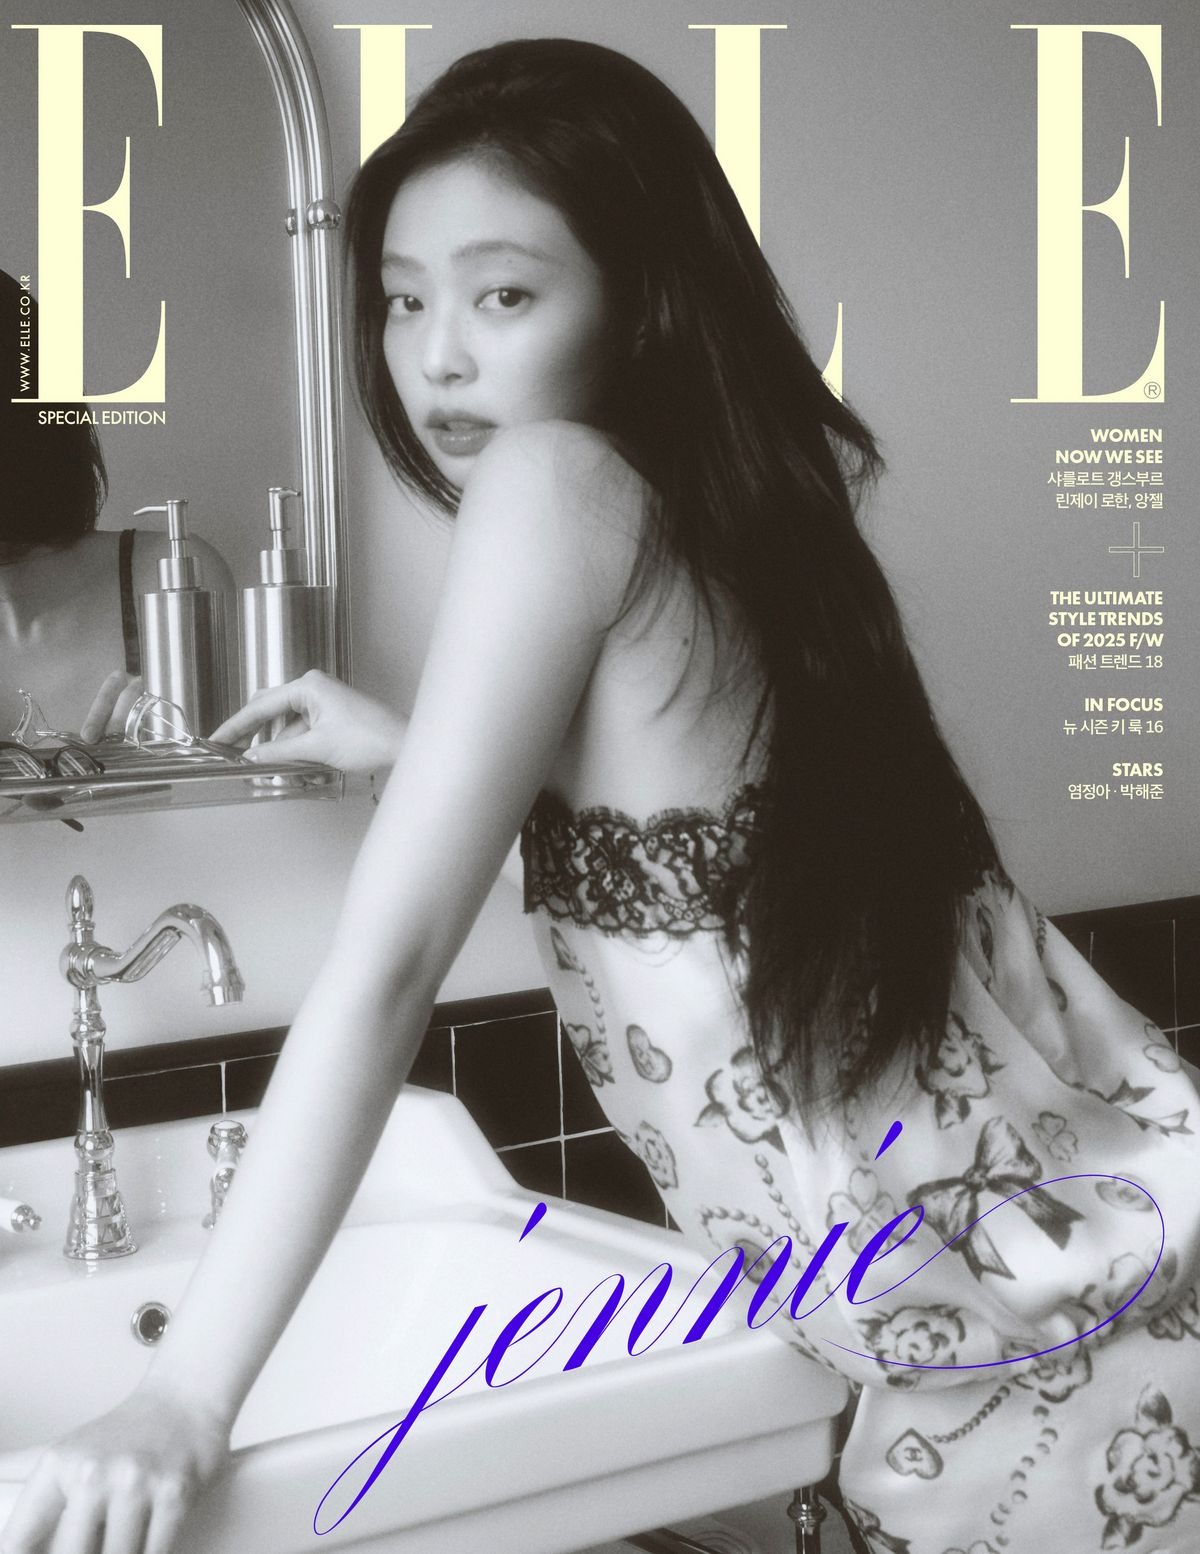 ELLE
WWW.ELLE.CO.KR
SPECIAL EDITION
®
WOMEN
NOW WE SEE
샤를로트 갱스부르
린제이 로한, 앙젤
THE ULTIMATE
STYLE TRENDS
OF 2025 F/W
패션 트렌드 18
IN FOCUS
뉴 시즌 키 룩 16
STARS
염정아 · 박해준
jennie